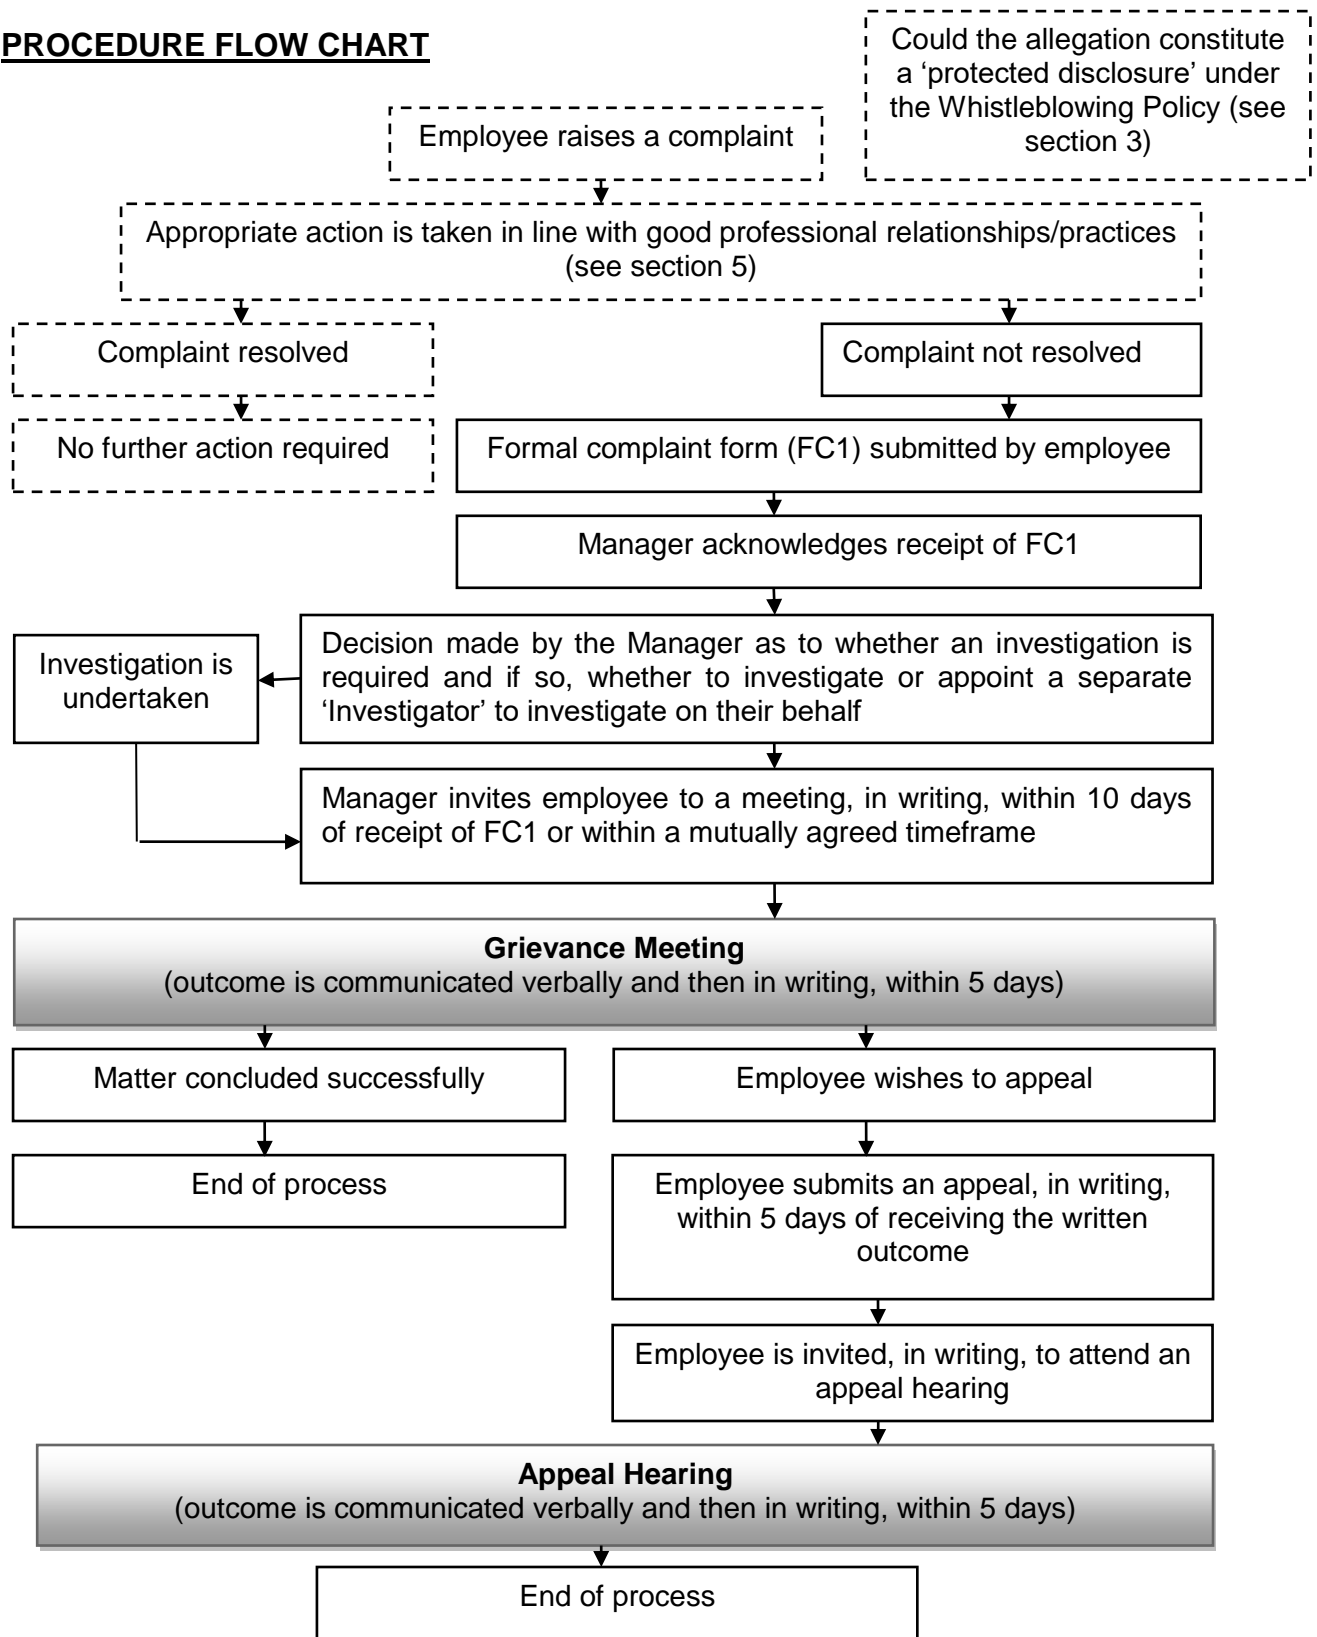 PROCEDURE FLOW CHART
Could the allegation constitute
a ‘protected disclosure’ under
the Whistleblowing Policy (see
section 3)
Employee raises a complaint
Appropriate action is taken in line with good professional relationships/practices
(see section 5)
Complaint resolved
Complaint not resolved
No further action required
Formal complaint form (FC1) submitted by employee
Manager acknowledges receipt of FC1
Investigation is
undertaken
Decision made by the Manager as to whether an investigation is
required and if so, whether to investigate or appoint a separate
‘Investigator’ to investigate on their behalf
Manager invites employee to a meeting, in writing, within 10 days
of receipt of FC1 or within a mutually agreed timeframe
Grievance Meeting
(outcome is communicated verbally and then in writing, within 5 days)
Matter concluded successfully
Employee wishes to appeal
End of process
Employee submits an appeal, in writing,
within 5 days of receiving the written
outcome
Employee is invited, in writing, to attend an
appeal hearing
Appeal Hearing
(outcome is communicated verbally and then in writing, within 5 days)
End of process